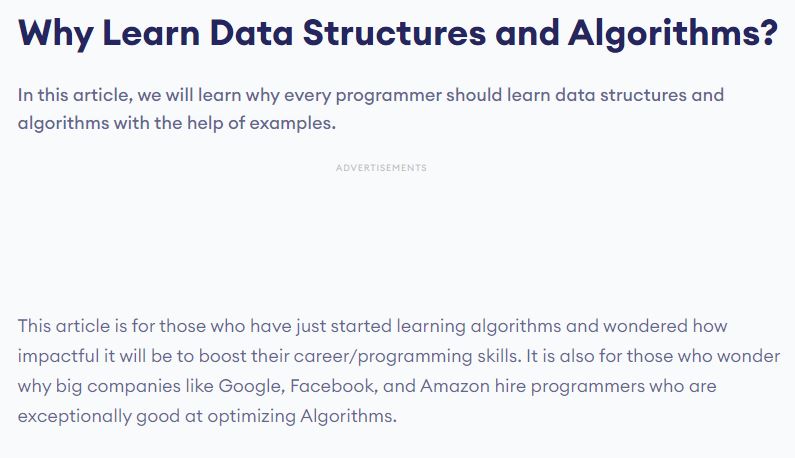 Why Learn Data Structures and Algorithms?
In this article, we will learn why every programmer should learn data structures and
algorithms with the help of examples.
ADVERTISEMENTS
This article is for those who have just started learning algorithms and wondered how
impactful it will be to boost their career/programming skills. It is also for those who wonder
why big companies like Google, Facebook, and Amazon hire programmers who are
exceptionally good at optimizing Algorithms.